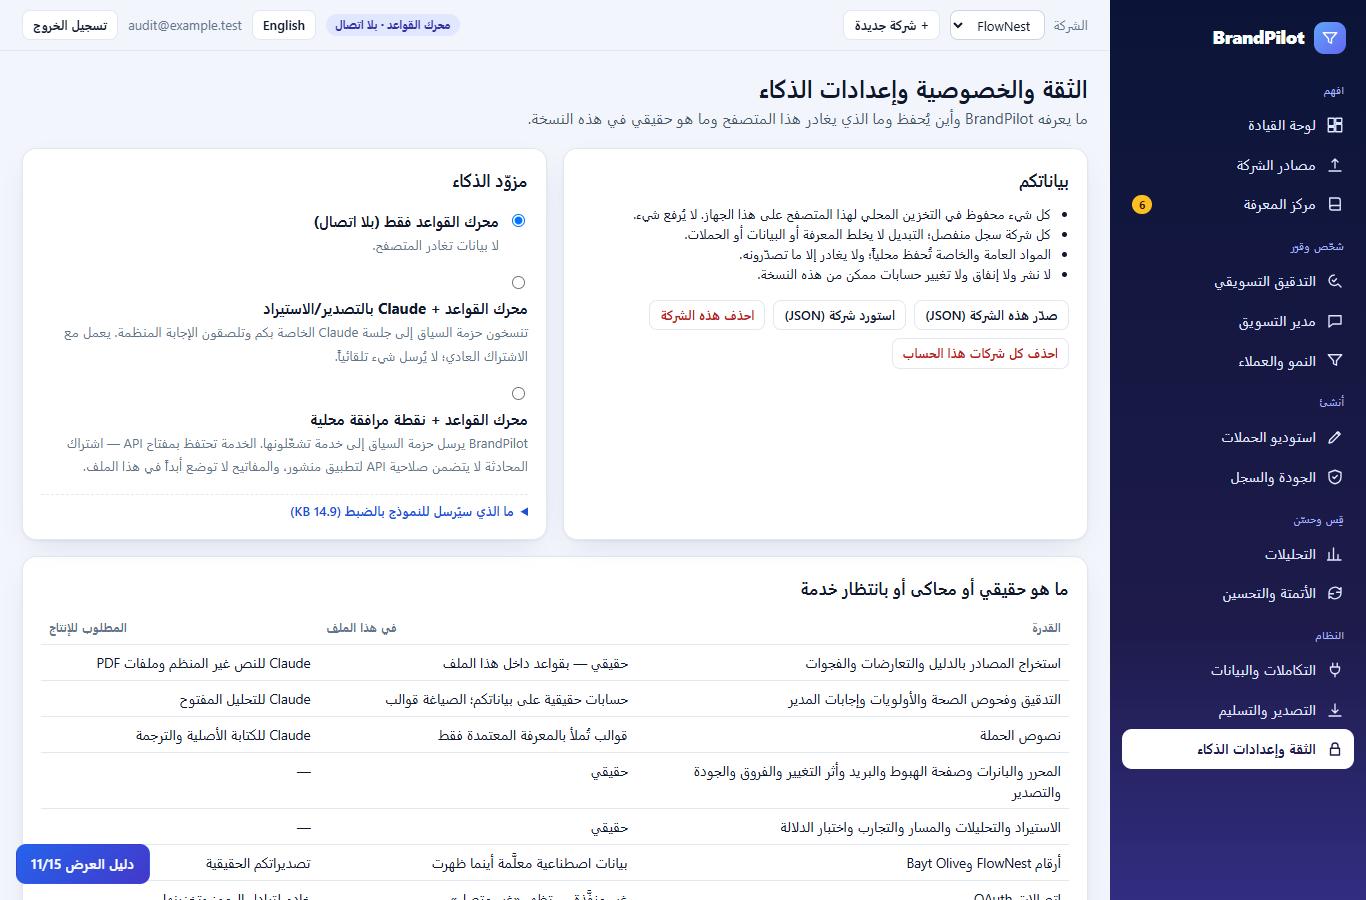 BrandPilot
افهم
لوحة القيادة
مصادر الشركة
مركز المعرفة
6
شخّص وقرّر
التدقيق التسويقي
مدير التسويق
النمو والعملاء
أنشئ
استوديو الحملات
الجودة والسجل
قِس وحسّن
التحليلات
الأتمتة والتحسين
النظام
التكاملات والبيانات
التصدير والتسليم
الثقة وإعدادات الذكاء
الشركة
FlowNest
+ شركة جديدة
محرك القواعد · بلا اتصال
English
audit@example.test
تسجيل الخروج
الثقة والخصوصية وإعدادات الذكاء
ما يعرفه BrandPilot وأين يُحفظ وما الذي يغادر هذا المتصفح وما هو حقيقي في هذه النسخة.
بياناتكم
كل شيء محفوظ في التخزين المحلي لهذا المتصفح على هذا الجهاز. لا يُرفع شيء.
كل شركة سجل منفصل؛ التبديل لا يخلط المعرفة أو البيانات أو الحملات.
المواد العامة والخاصة تُحفظ محلياً؛ ولا يغادر إلا ما تصدّرونه.
لا نشر ولا إنفاق ولا تغيير حسابات ممكن من هذه النسخة.
صدّر هذه الشركة (JSON)
استورد شركة (JSON)
احذف هذه الشركة
احذف كل شركات هذا الحساب
مزوّد الذكاء
محرك القواعد فقط (بلا اتصال)
لا بيانات تغادر المتصفح.
محرك القواعد + Claude بالتصدير/الاستيراد
تنسخون حزمة السياق إلى جلسة Claude الخاصة بكم وتلصقون الإجابة المنظمة. يعمل مع
الاشتراك العادي؛ لا يُرسل شيء تلقائياً.
محرك القواعد + نقطة مرافقة محلية
BrandPilot يرسل حزمة السياق إلى خدمة تشغّلونها. الخدمة تحتفظ بمفتاح API — اشتراك
المحادثة لا يتضمن صلاحية API لتطبيق منشور، والمفاتيح لا توضع أبداً في هذا الملف.
ما الذي سيُرسل للنموذج بالضبط (14.9 KB)
ما هو حقيقي أو محاكى أو بانتظار خدمة
القدرة
في هذا الملف
المطلوب للإنتاج
استخراج المصادر بالدليل والتعارضات والفجوات
حقيقي — بقواعد داخل هذا الملف
Claude للنص غير المنظم وملفات PDF
التدقيق وفحوص الصحة والأولويات وإجابات المدير
حسابات حقيقية على بياناتكم؛ الصياغة قوالب
Claude للتحليل المفتوح
نصوص الحملة
قوالب تُملأ بالمعرفة المعتمدة فقط
Claude للكتابة الأصلية والترجمة
المحرر والبانرات وصفحة الهبوط والبريد وأثر التغيير والفروق والجودة
والتصدير
حقيقي
—
الاستيراد والتحليلات والمسار والتجارب واختبار الدلالة
حقيقي
—
أرقام FlowNest وBayt Olive
بيانات اصطناعية معلَّمة أينما ظهرت
تصديراتكم الحقيقية
اتصالات OAuth
دليل العرض 11/15